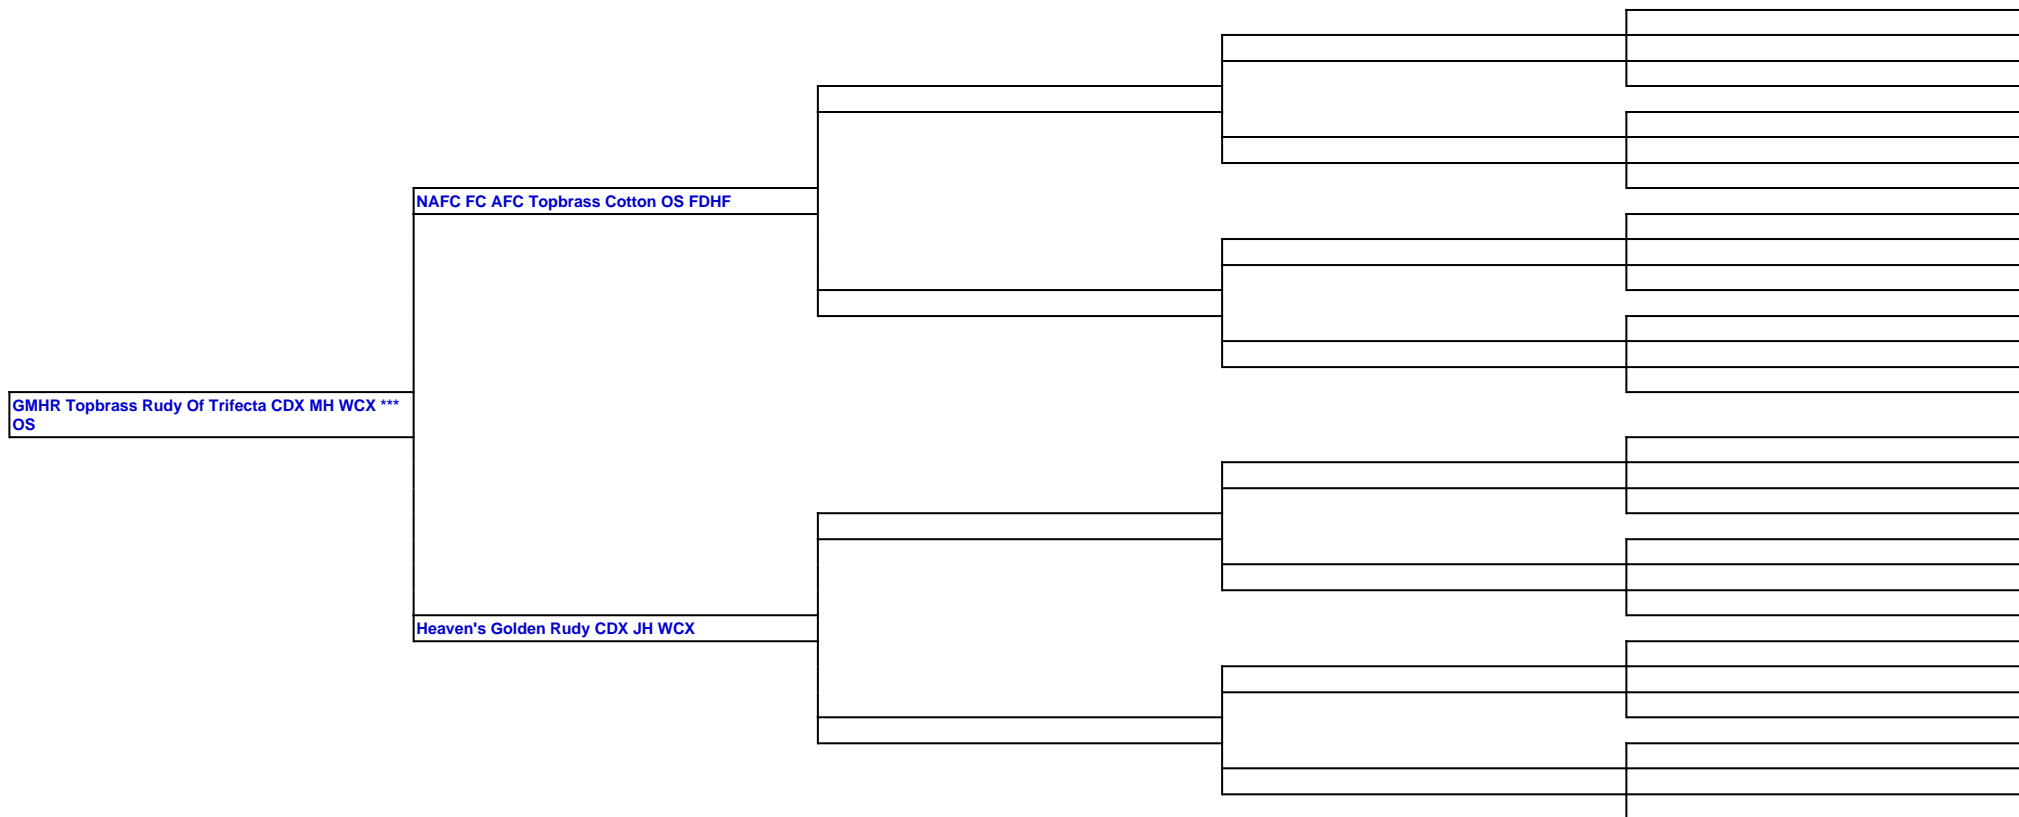 NAFC FC AFC Topbrass Cotton OS FDHF
GMHR Topbrass Rudy Of Trifecta CDX MH WCX ***
OS
Heaven's Golden Rudy CDX JH WCX